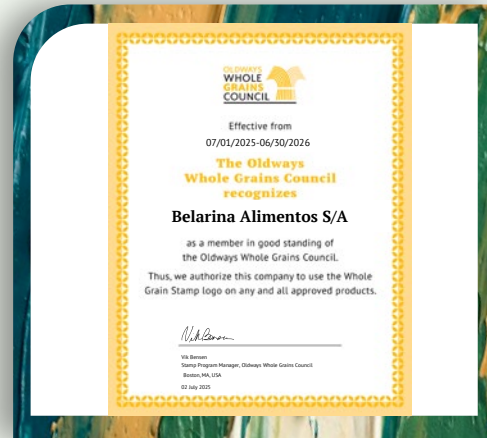 OLDWAYS
WHOLE
GRAINS
COUNCIL
Effective from
07/01/2025-06/30/2026
The Oldways
Whole Grains Council
recognizes
Belarina Alimentos S/A
as a member in good standing of
the Oldways Whole Grains Council.
Thus, we authorize this company to use the Whole
Grain Stamp logo on any and all approved products.
Vik Bensen
Vik Bensen
Stamp Program Manager, Oldways Whole Grains Council
Boston, MA, USA
02 July 2025